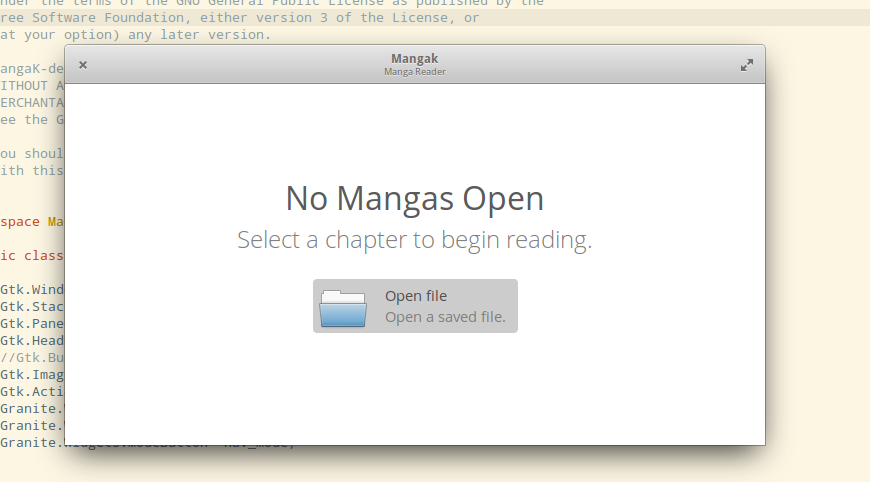 nder the terms of the GNU General Public License as published by the
ree Software Foundation, either version 3 of the License, or
at your option) any later version.
Mangak
Manga Reader
angaK-de
ITHOUT A
ERCHANTA
ee the G
ou shoul
ith this
No Mangas Open
space Ma
Select a chapter to begin reading.
ic class
Gtk.Wind
Open file
Gtk.Stac
Open a saved file.
Gtk.Pane
Gtk.Head
//Gtk.Bu
Gtk.Imag
Gtk.Acti
Granite.
Granite.
Granite.